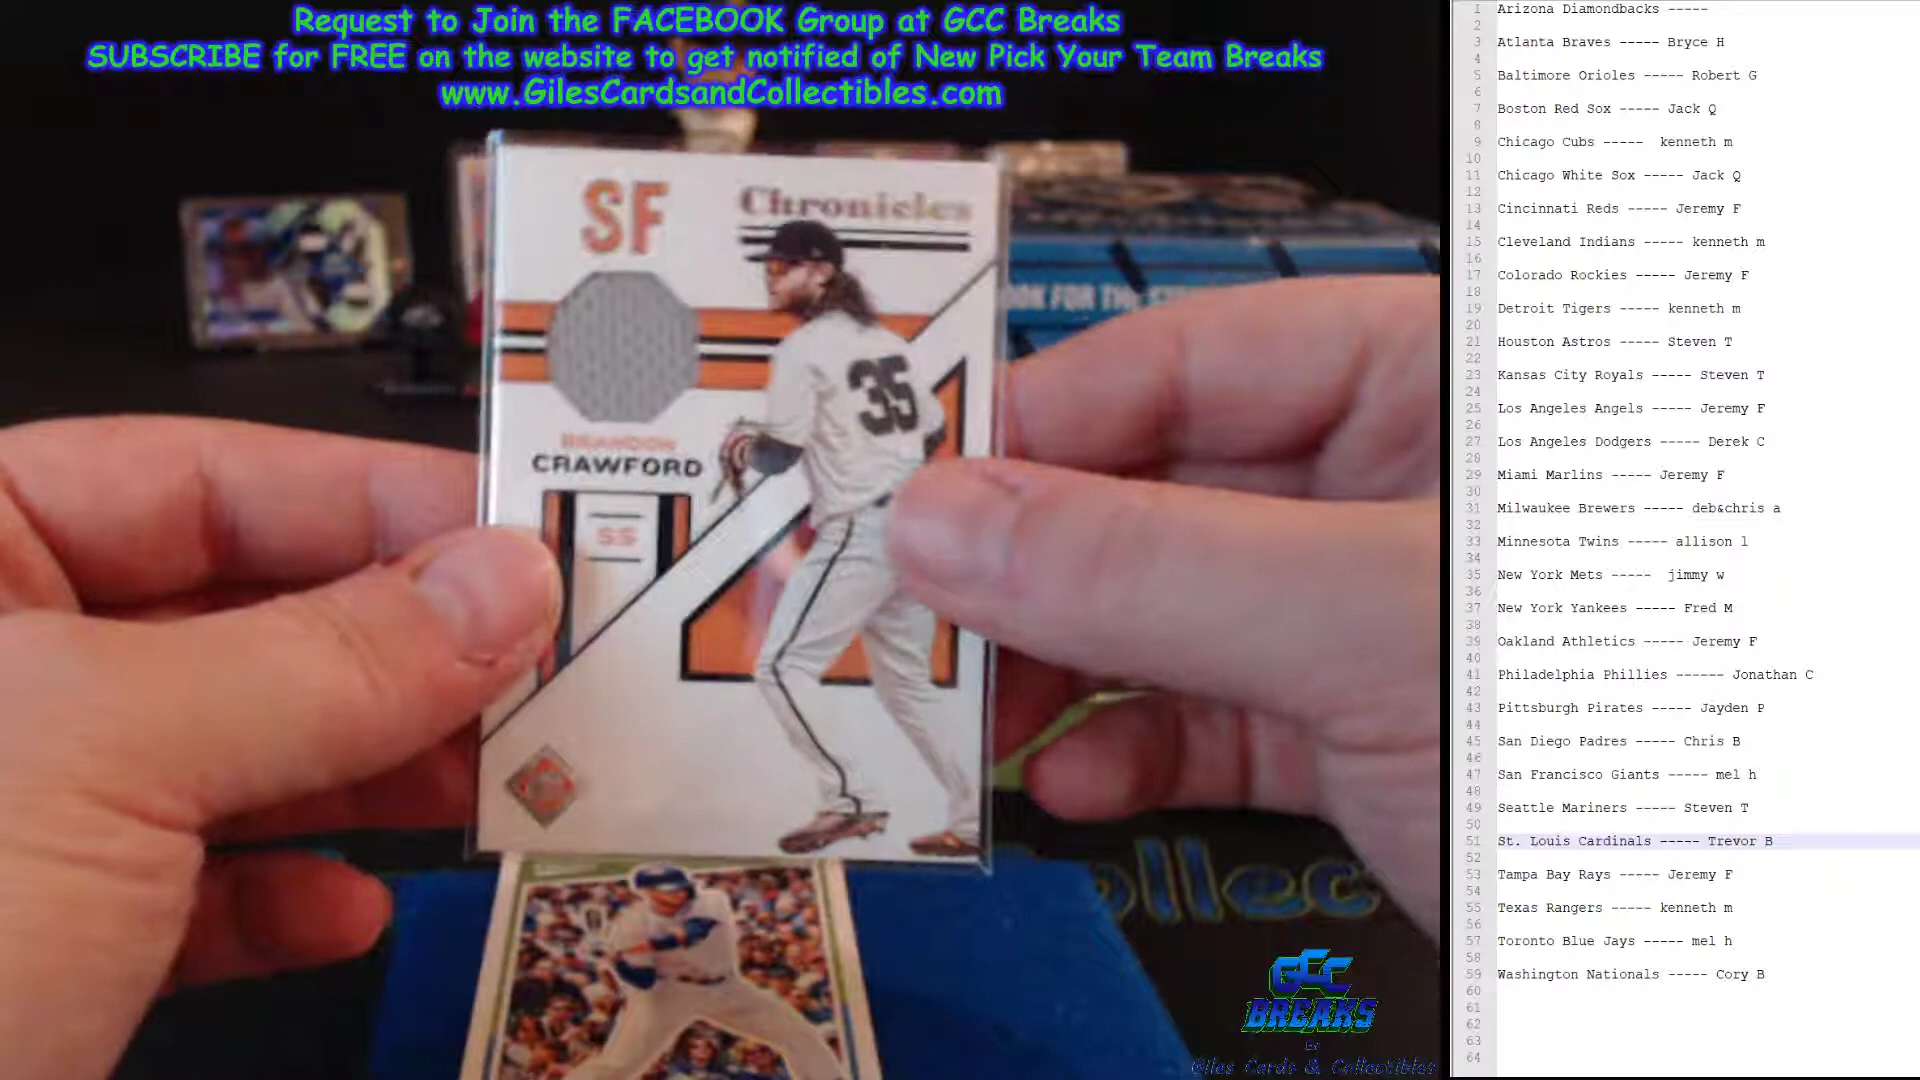 Request to Join the FACEBOOK Group at GCC Breaks
SUBSCRIBE for FREE on the website to get notified of New Pick Your Team Breaks
www.GilesCardsandCollectibles.com
SF
Chronicles
35
BRANDON
CRAWFORD
SS
OOK FOR THE
ollec
GCC
BREAKS
By
Giles Cards & Collectibles
1 Arizona Diamondbacks -----
2
3 Atlanta Braves ----- Bryce H
4
5 Baltimore Orioles ----- Robert G
6
7 Boston Red Sox ----- Jack Q
8
9 Chicago Cubs ----- kenneth m
10
11 Chicago White Sox ----- Jack Q
12
13 Cincinnati Reds ----- Jeremy F
14
15 Cleveland Indians ----- kenneth m
16
17 Colorado Rockies ----- Jeremy F
18
19 Detroit Tigers ----- kenneth m
20
21 Houston Astros ----- Steven T
22
23 Kansas City Royals ----- Steven T
24
25 Los Angeles Angels ----- Jeremy F
26
27 Los Angeles Dodgers ----- Derek C
28
29 Miami Marlins ----- Jeremy F
30
31 Milwaukee Brewers ----- deb&chris a
32
33 Minnesota Twins ----- allison l
34
35 New York Mets ----- jimmy w
36
37 New York Yankees ----- Fred M
38
39 Oakland Athletics ----- Jeremy F
40
41 Philadelphia Phillies ------ Jonathan C
42
43 Pittsburgh Pirates ----- Jayden P
44
45 San Diego Padres ----- Chris B
46
47 San Francisco Giants ----- mel h
48
49 Seattle Mariners ----- Steven T
50
51 St. Louis Cardinals ----- Trevor B
52
53 Tampa Bay Rays ----- Jeremy F
54
55 Texas Rangers ----- kenneth m
56
57 Toronto Blue Jays ----- mel h
58
59 Washington Nationals ----- Cory B
60
61
62
63
64